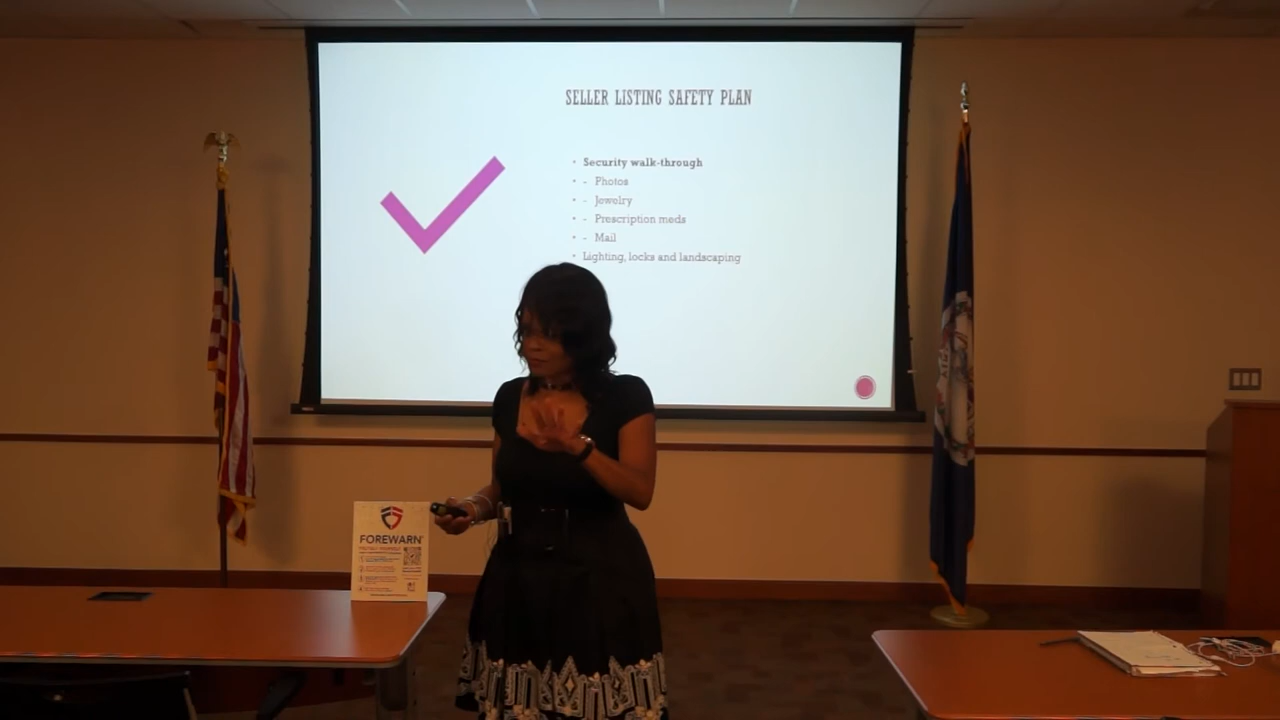 SELLER LISTING SAFETY PLAN
• Security walk-through
• - Photos
• - Jewelry
• - Prescription meds
• - Mail
• Lighting, locks and landscaping
FOREWARN